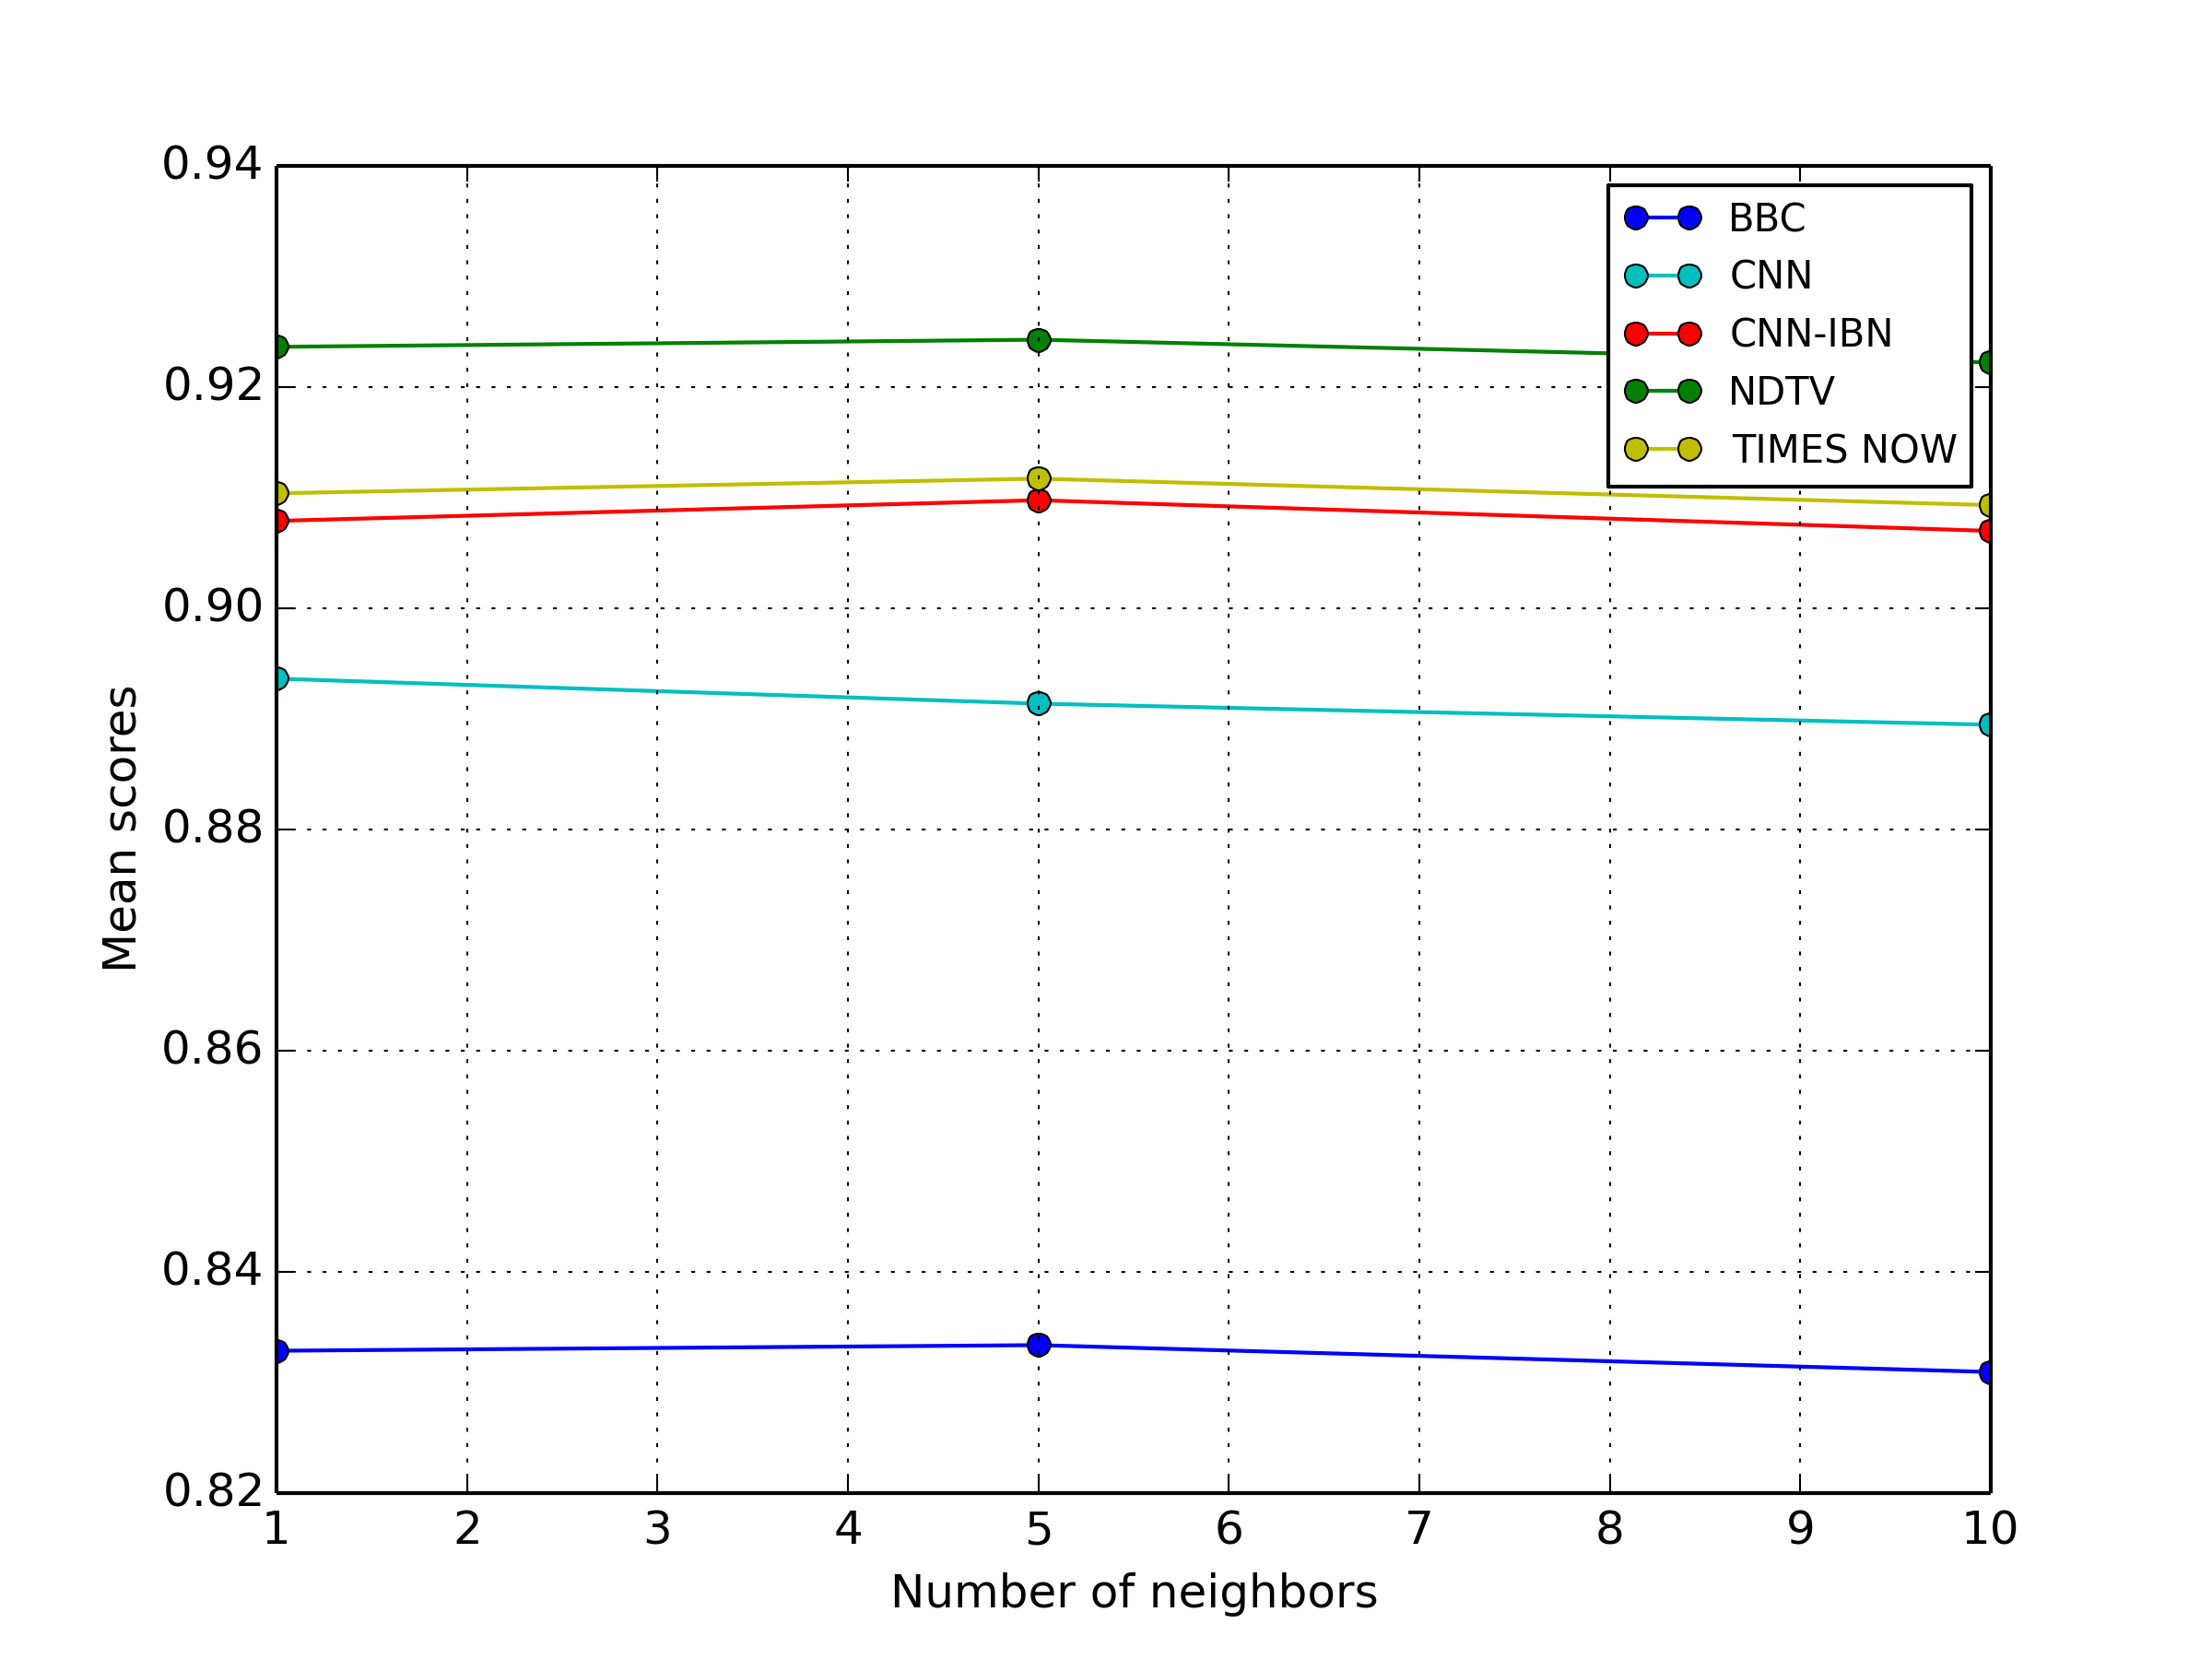 0.94
0.92
0.90
0.88
0.86
0.84
0.82
Mean scores
BBC
CNN
CNN-IBN
NDTV
TIMES NOW
1 2 3 4 5 6 7 8 9 10
Number of neighbors